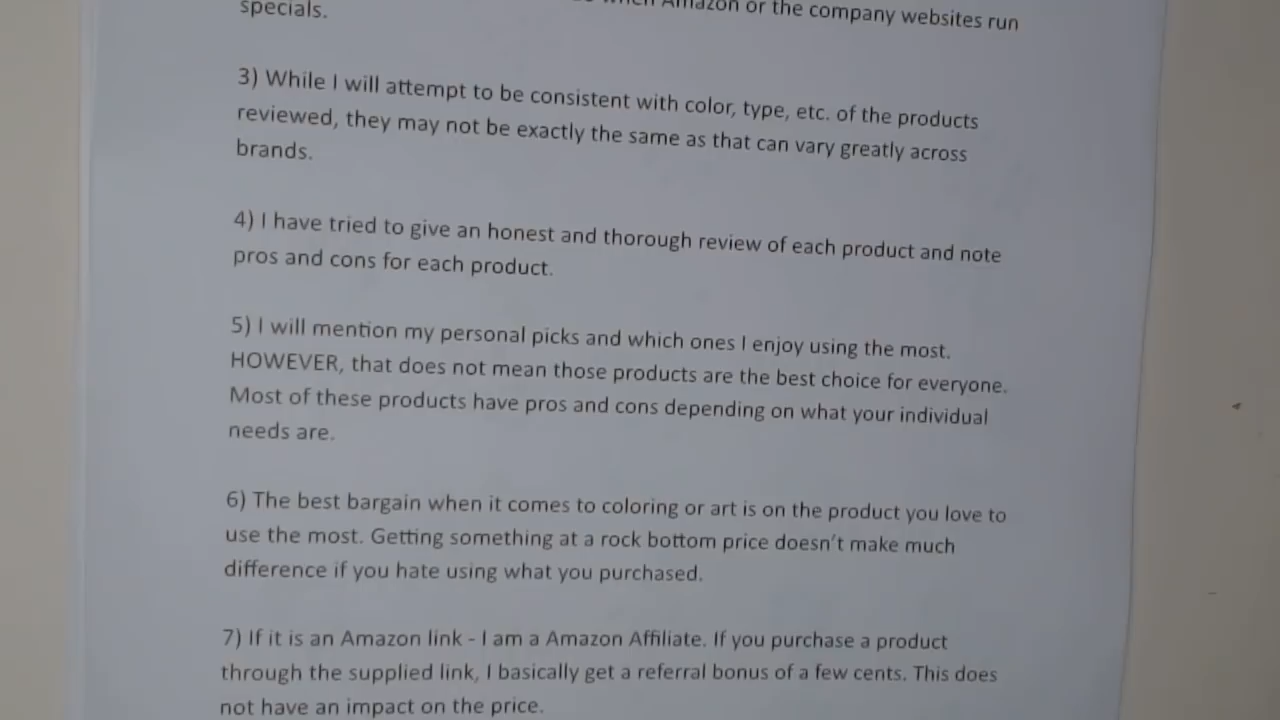 Amazon or the company websites run
specials.
3) While I will attempt to be consistent with color, type, etc. of the products
reviewed, they may not be exactly the same as that can vary greatly across
brands.
4) I have tried to give an honest and thorough review of each product and note
pros and cons for each product.
5) I will mention my personal picks and which ones I enjoy using the most.
HOWEVER, that does not mean those products are the best choice for everyone.
Most of these products have pros and cons depending on what your individual
needs are.
6) The best bargain when it comes to coloring or art is on the product you love to
use the most. Getting something at a rock bottom price doesn't make much
difference if you hate using what you purchased.
7) If it is an Amazon link - I am a Amazon Affiliate. If you purchase a product
through the supplied link, I basically get a referral bonus of a few cents. This does
not have an impact on the price.